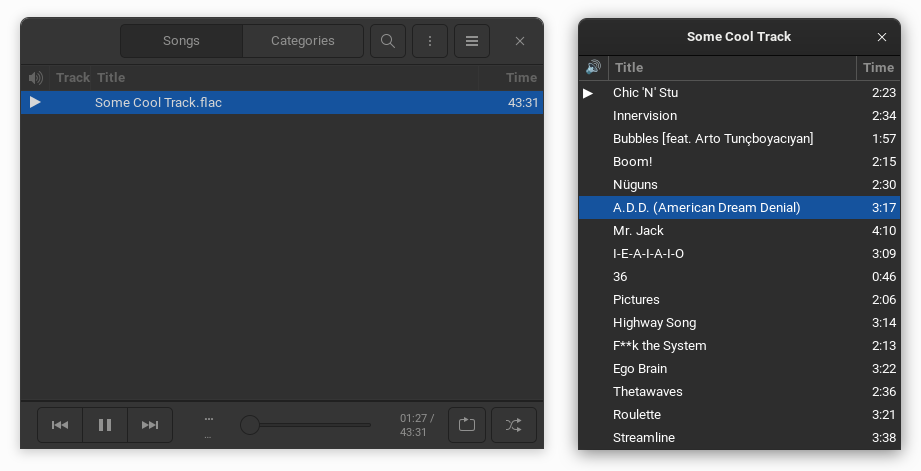 Songs Categories
Track Title Time
Some Cool Track.flac 43:31
... 01:27 /
... 43:31
Some Cool Track
Title Time
Chic 'N' Stu 2:23
Innervision 2:34
Bubbles [feat. Arto Tunçboyacıyan] 1:57
Boom! 2:15
Nüguns 2:30
A.D.D. (American Dream Denial) 3:17
Mr. Jack 4:10
I-E-A-I-A-I-O 3:09
36 0:46
Pictures 2:06
Highway Song 3:14
F**k the System 2:13
Ego Brain 3:22
Thetawaves 2:36
Roulette 3:21
Streamline 3:38